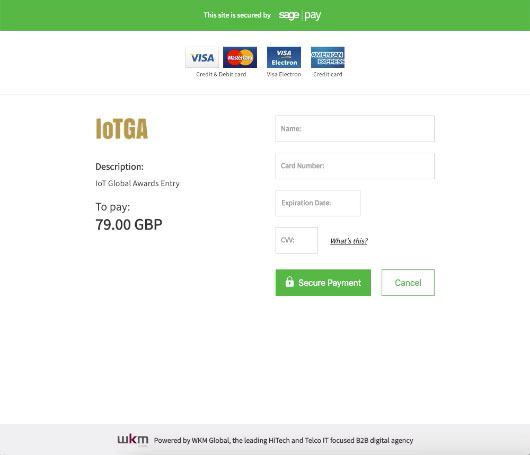 This site is secured by sage pay
VISA MasterCard VISA Electron AMERICAN EXPRESS
Credit & Debit card Visa Electron Credit card
IoTGA
Name:
Description:
Card Number:
IoT Global Awards Entry
To pay:
Expiration Date:
79.00 GBP
CVV: What's this?
Secure Payment Cancel
wkm Powered by WKM Global, the leading HiTech and Telco IT focused B2B digital agency